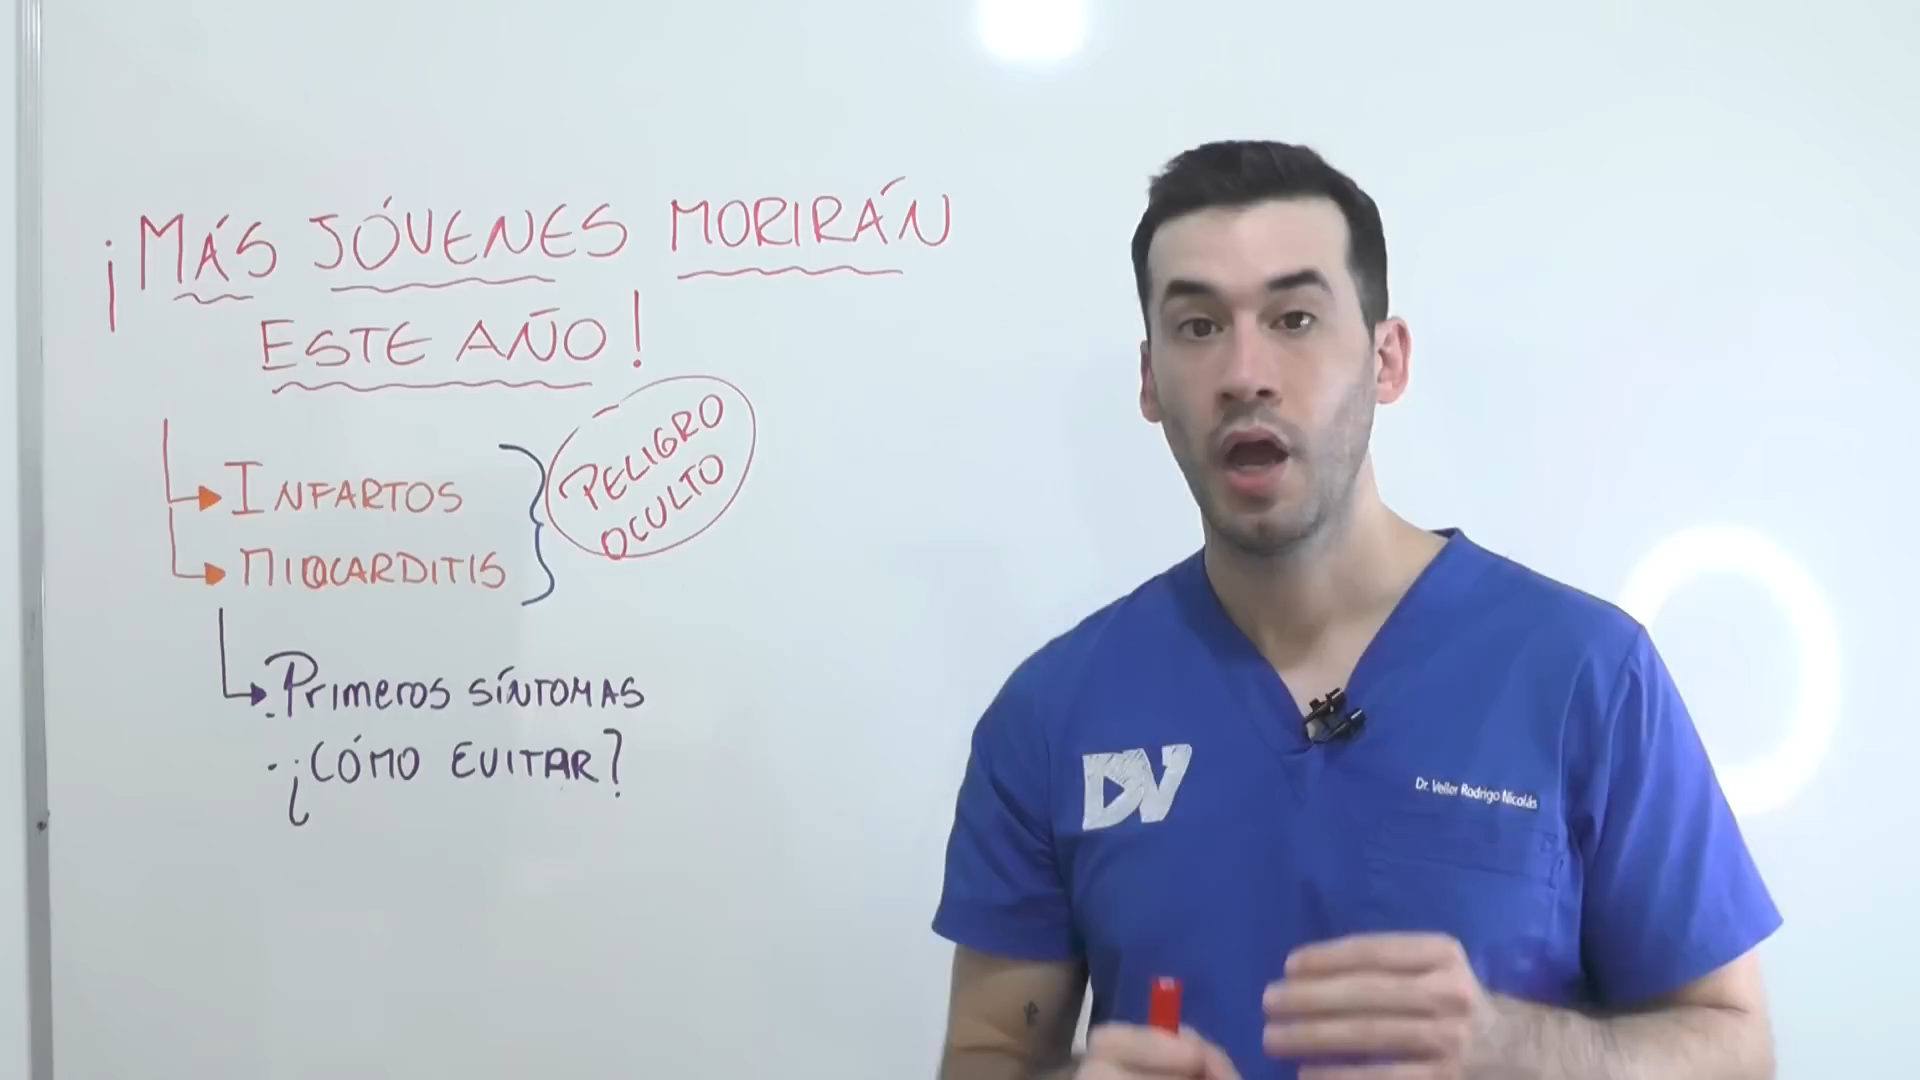 ¡MÁS JÓVENES MORIRÁN
ESTE AÑO!
INFARTOS
MIOCARDITIS
PELIGRO
OCULTO
Primeros síntomas
¿CÓMO EVITAR?
DV
Dr. Veller Rodrigo Nicolás